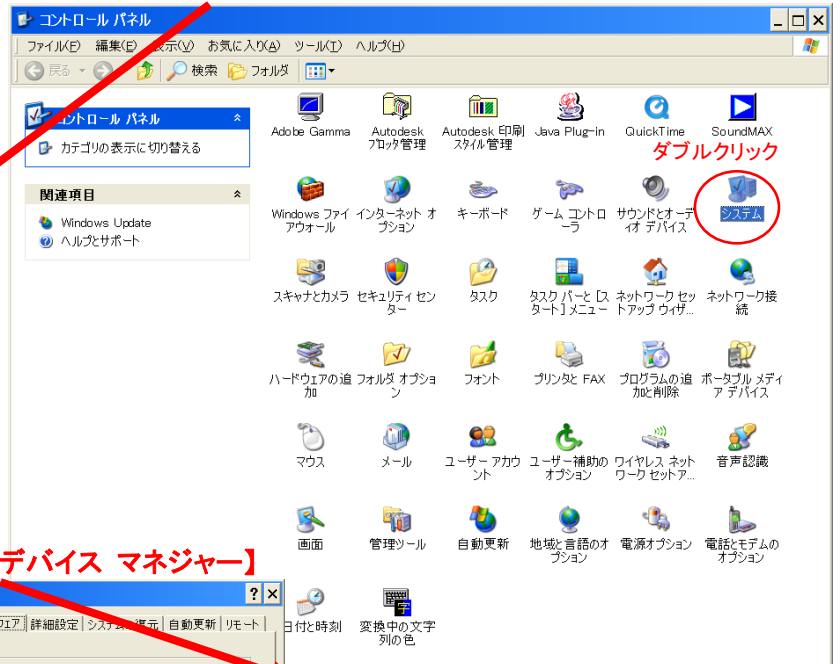 コントロール パネル
ファイル(F) 編集(E) 表示(V) お気に入り(A) ツール(T) ヘルプ(H)
戻る 検索 フォルダ
コントロール パネル
カテゴリの表示に切り替える
関連項目
Windows Update
ヘルプとサポート
Adobe Gamma
Autodesk
プロッタ管理
Autodesk 印刷
スタイル管理
Java Plug-in
QuickTime
SoundMAX
ダブルクリック
Windows ファイ
アウォール
インターネット オ
プション
キーボード
ゲーム コントロ
ーラ
サウンドとオーデ
ィオ デバイス
システム
スキャナとカメラ
セキュリティ セン
ター
タスク
タスク バーと [ス
タート] メニュー
ネットワーク セッ
トアップ ウィザ...
ネットワーク接
続
ハードウェアの追
加
フォルダ オプショ
ン
フォント
プリンタと FAX
プログラムの追
加と削除
ポータブル メディ
ア デバイス
マウス
メール
ユーザー アカウ
ント
ユーザー補助の
オプション
ワイヤレス ネット
ワーク セットア...
音声認識
画面
管理ツール
自動更新
地域と言語のオ
プション
電源オプション
電話とモデムの
オプション
デバイス マネジャー】
日付と時刻
変換中の文字
列の色
ウェア 詳細設定 システムの復元 自動更新 リモート